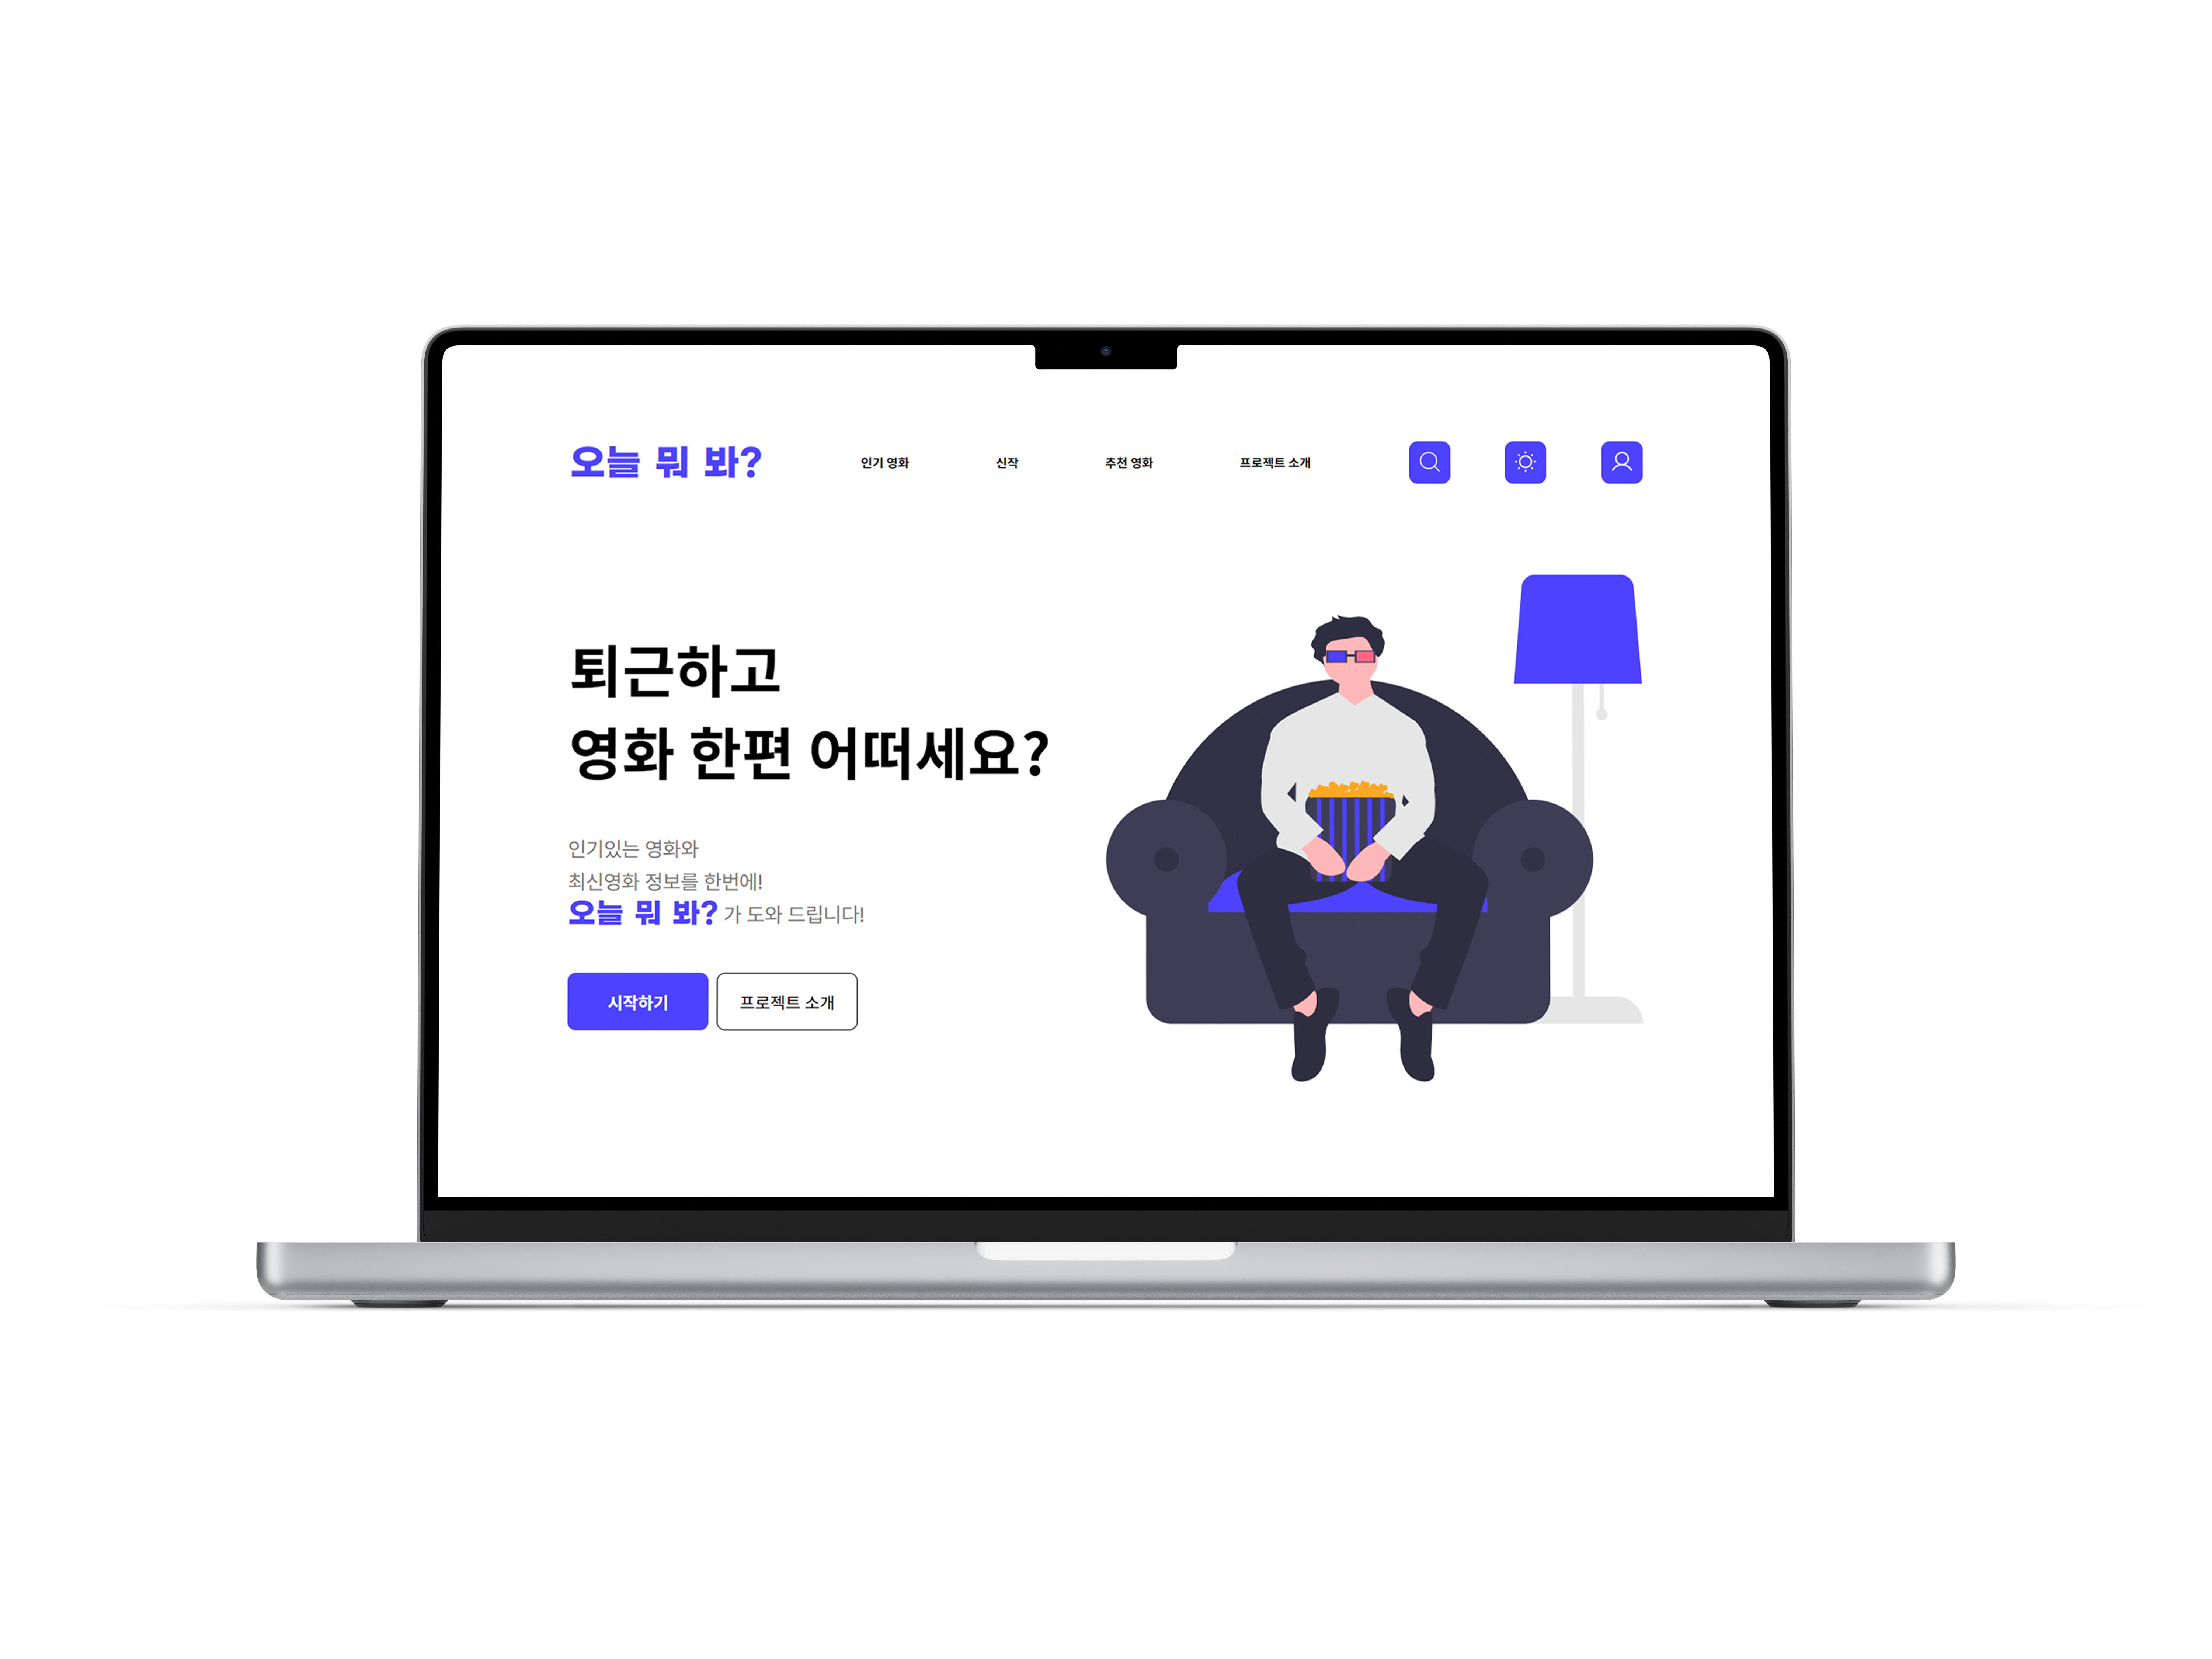 오늘 뭐 봐?
인기 영화
신작
추천 영화
프로젝트 소개
퇴근하고
영화 한편 어떠세요?
인기있는 영화와
최신영화 정보를 한번에!
오늘 뭐 봐? 가 도와 드립니다!
시작하기
프로젝트 소개